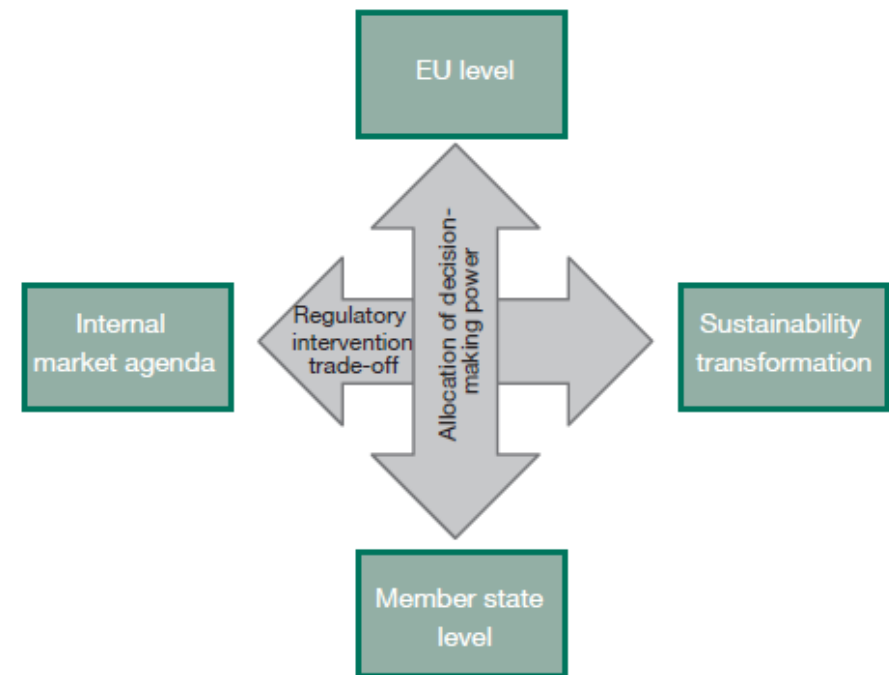 EU level
Internal
market agenda
Regulatory
intervention
trade-off
Allocation of decision-
making power
Sustainability
transformation
Member state
level